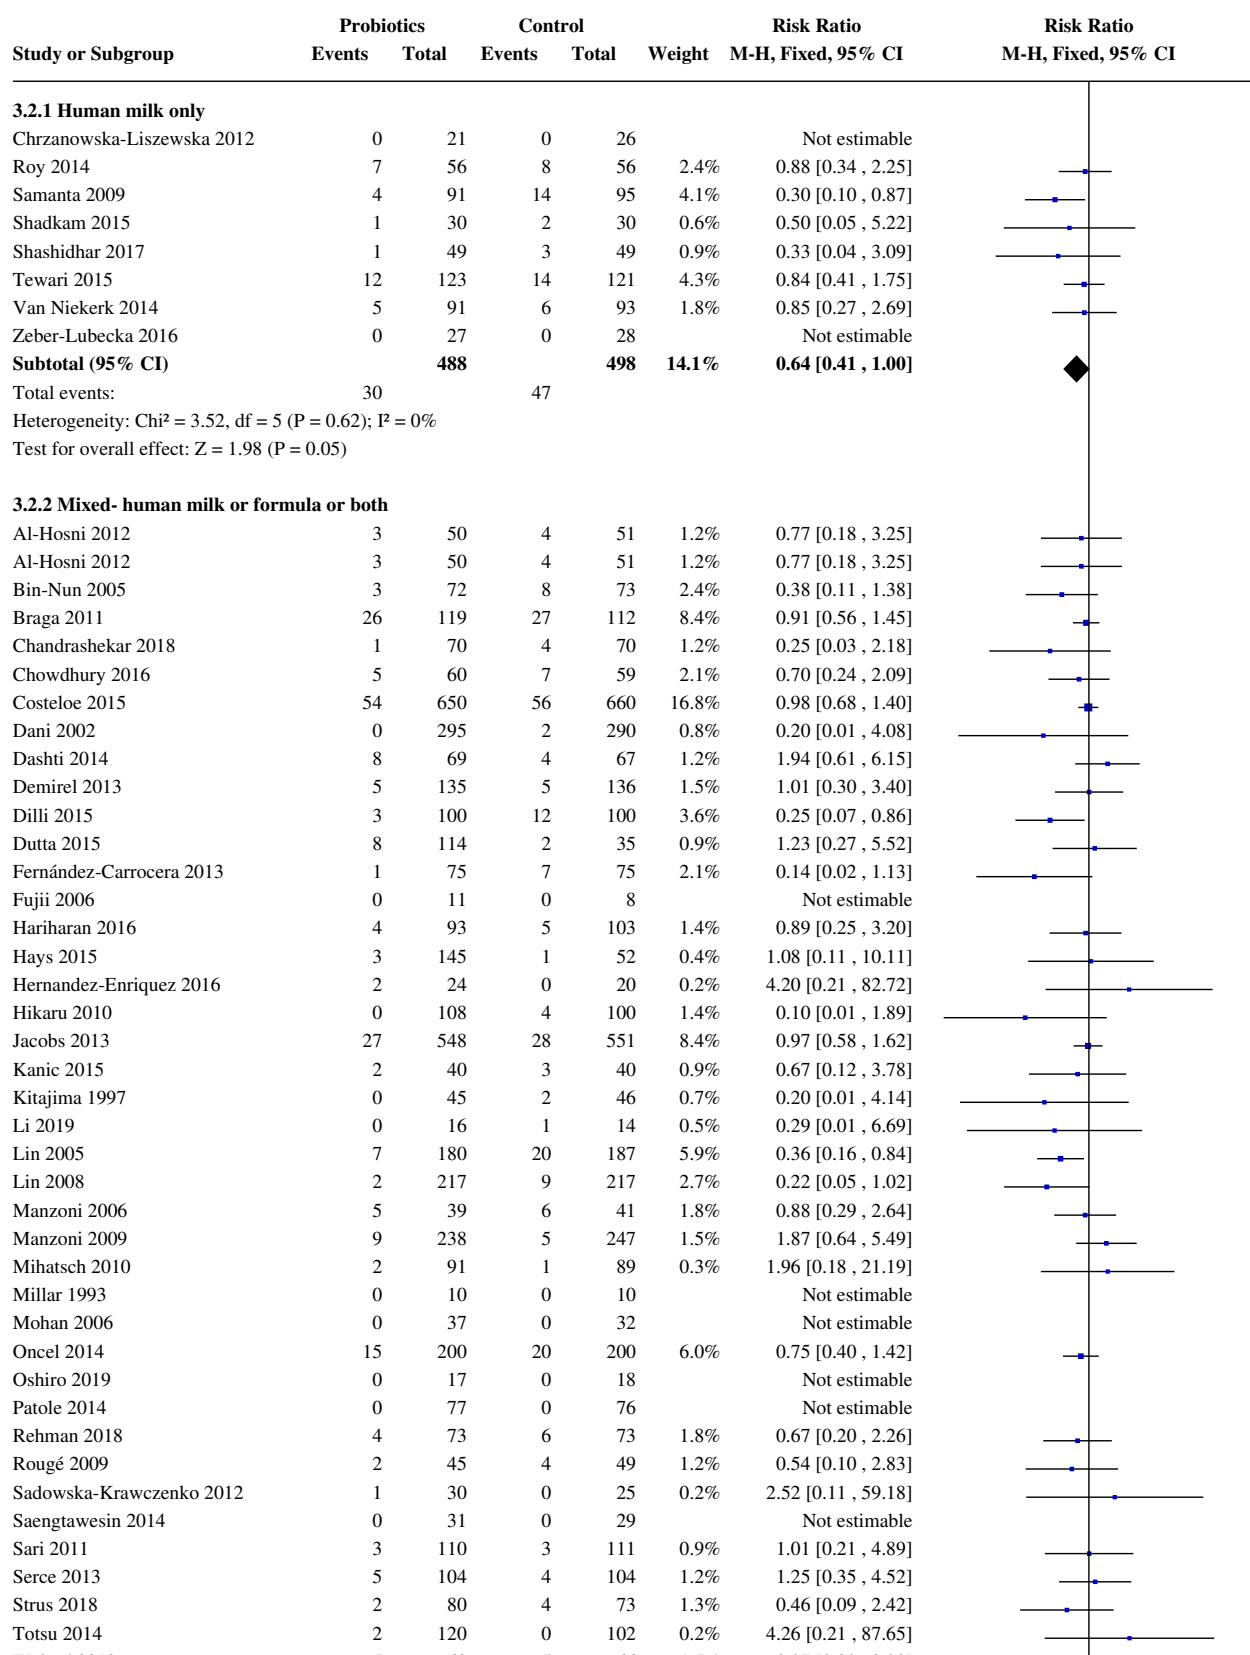 Probiotics Control Risk Ratio Risk Ratio
Study or Subgroup Events Total Events Total Weight M-H, Fixed, 95% CI M-H, Fixed, 95% CI
3.2.1 Human milk only
Chrzanowska-Liszewska 2012 0 21 0 26 Not estimable
Roy 2014 7 56 8 56 2.4% 0.88 [0.34 , 2.25]
Samanta 2009 4 91 14 95 4.1% 0.30 [0.10 , 0.87]
Shadkam 2015 1 30 2 30 0.6% 0.50 [0.05 , 5.22]
Shashidhar 2017 1 49 3 49 0.9% 0.33 [0.04 , 3.09]
Tewari 2015 12 123 14 121 4.3% 0.84 [0.41 , 1.75]
Van Niekerk 2014 5 91 6 93 1.8% 0.85 [0.27 , 2.69]
Zeber-Lubecka 2016 0 27 0 28 Not estimable
Subtotal (95% CI) 488 498 14.1% 0.64 [0.41 , 1.00]
Total events: 30 47
Heterogeneity: Chi² = 3.52, df = 5 (P = 0.62); I² = 0%
Test for overall effect: Z = 1.98 (P = 0.05)
3.2.2 Mixed- human milk or formula or both
Al-Hosni 2012 3 50 4 51 1.2% 0.77 [0.18 , 3.25]
Al-Hosni 2012 3 50 4 51 1.2% 0.77 [0.18 , 3.25]
Bin-Nun 2005 3 72 8 73 2.4% 0.38 [0.11 , 1.38]
Braga 2011 26 119 27 112 8.4% 0.91 [0.56 , 1.45]
Chandrashekar 2018 1 70 4 70 1.2% 0.25 [0.03 , 2.18]
Chowdhury 2016 5 60 7 59 2.1% 0.70 [0.24 , 2.09]
Costeloe 2015 54 650 56 660 16.8% 0.98 [0.68 , 1.40]
Dani 2002 0 295 2 290 0.8% 0.20 [0.01 , 4.08]
Dashti 2014 8 69 4 67 1.2% 1.94 [0.61 , 6.15]
Demirel 2013 5 135 5 136 1.5% 1.01 [0.30 , 3.40]
Dilli 2015 3 100 12 100 3.6% 0.25 [0.07 , 0.86]
Dutta 2015 8 114 2 35 0.9% 1.23 [0.27 , 5.52]
Fernández-Carrocera 2013 1 75 7 75 2.1% 0.14 [0.02 , 1.13]
Fujii 2006 0 11 0 8 Not estimable
Hariharan 2016 4 93 5 103 1.4% 0.89 [0.25 , 3.20]
Hays 2015 3 145 1 52 0.4% 1.08 [0.11 , 10.11]
Hernandez-Enriquez 2016 2 24 0 20 0.2% 4.20 [0.21 , 82.72]
Hikaru 2010 0 108 4 100 1.4% 0.10 [0.01 , 1.89]
Jacobs 2013 27 548 28 551 8.4% 0.97 [0.58 , 1.62]
Kanic 2015 2 40 3 40 0.9% 0.67 [0.12 , 3.78]
Kitajima 1997 0 45 2 46 0.7% 0.20 [0.01 , 4.14]
Li 2019 0 16 1 14 0.5% 0.29 [0.01 , 6.69]
Lin 2005 7 180 20 187 5.9% 0.36 [0.16 , 0.84]
Lin 2008 2 217 9 217 2.7% 0.22 [0.05 , 1.02]
Manzoni 2006 5 39 6 41 1.8% 0.88 [0.29 , 2.64]
Manzoni 2009 9 238 5 247 1.5% 1.87 [0.64 , 5.49]
Mihatsch 2010 2 91 1 89 0.3% 1.96 [0.18 , 21.19]
Millar 1993 0 10 0 10 Not estimable
Mohan 2006 0 37 0 32 Not estimable
Oncel 2014 15 200 20 200 6.0% 0.75 [0.40 , 1.42]
Oshiro 2019 0 17 0 18 Not estimable
Patole 2014 0 77 0 76 Not estimable
Rehman 2018 4 73 6 73 1.8% 0.67 [0.20 , 2.26]
Rougé 2009 2 45 4 49 1.2% 0.54 [0.10 , 2.83]
Sadowska-Krawczenko 2012 1 30 0 25 0.2% 2.52 [0.11 , 59.18]
Saengtawesin 2014 0 31 0 29 Not estimable
Sari 2011 3 110 3 111 0.9% 1.01 [0.21 , 4.89]
Serce 2013 5 104 4 104 1.2% 1.25 [0.35 , 4.52]
Strus 2018 2 80 4 73 1.3% 0.46 [0.09 , 2.42]
Totsu 2014 2 120 0 102 0.2% 4.26 [0.21 , 87.65]